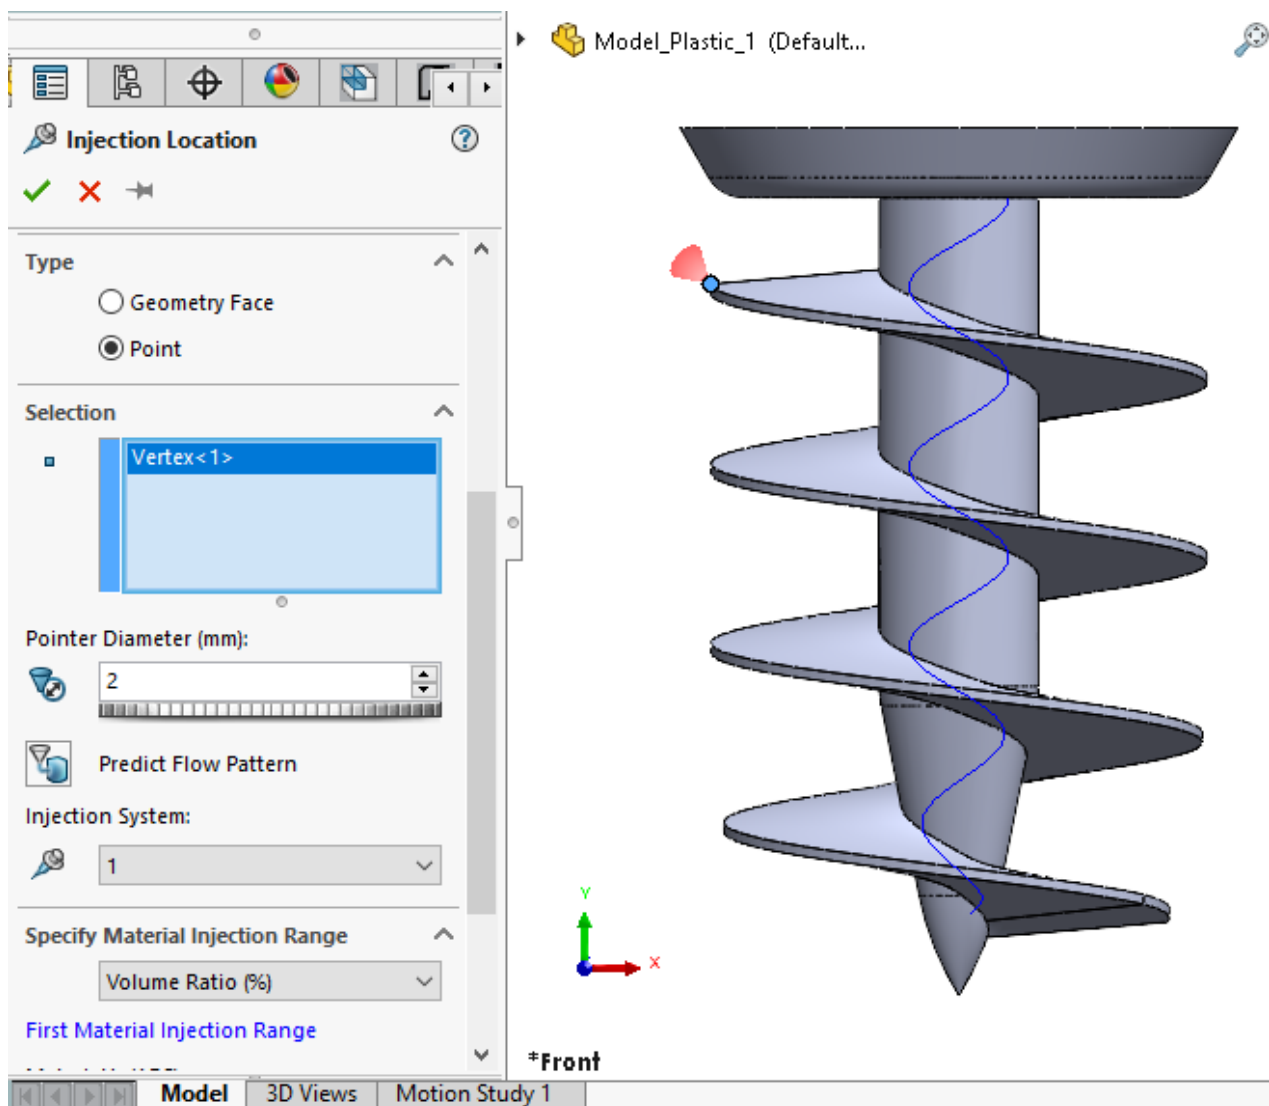 Model_Plastic_1 (Default...
Injection Location
Type
Geometry Face
Point
Selection
Vertex<1>
Pointer Diameter (mm):
2
Predict Flow Pattern
Injection System:
1
Specify Material Injection Range
Volume Ratio (%)
First Material Injection Range
Y
X
*Front
Model
3D Views
Motion Study 1